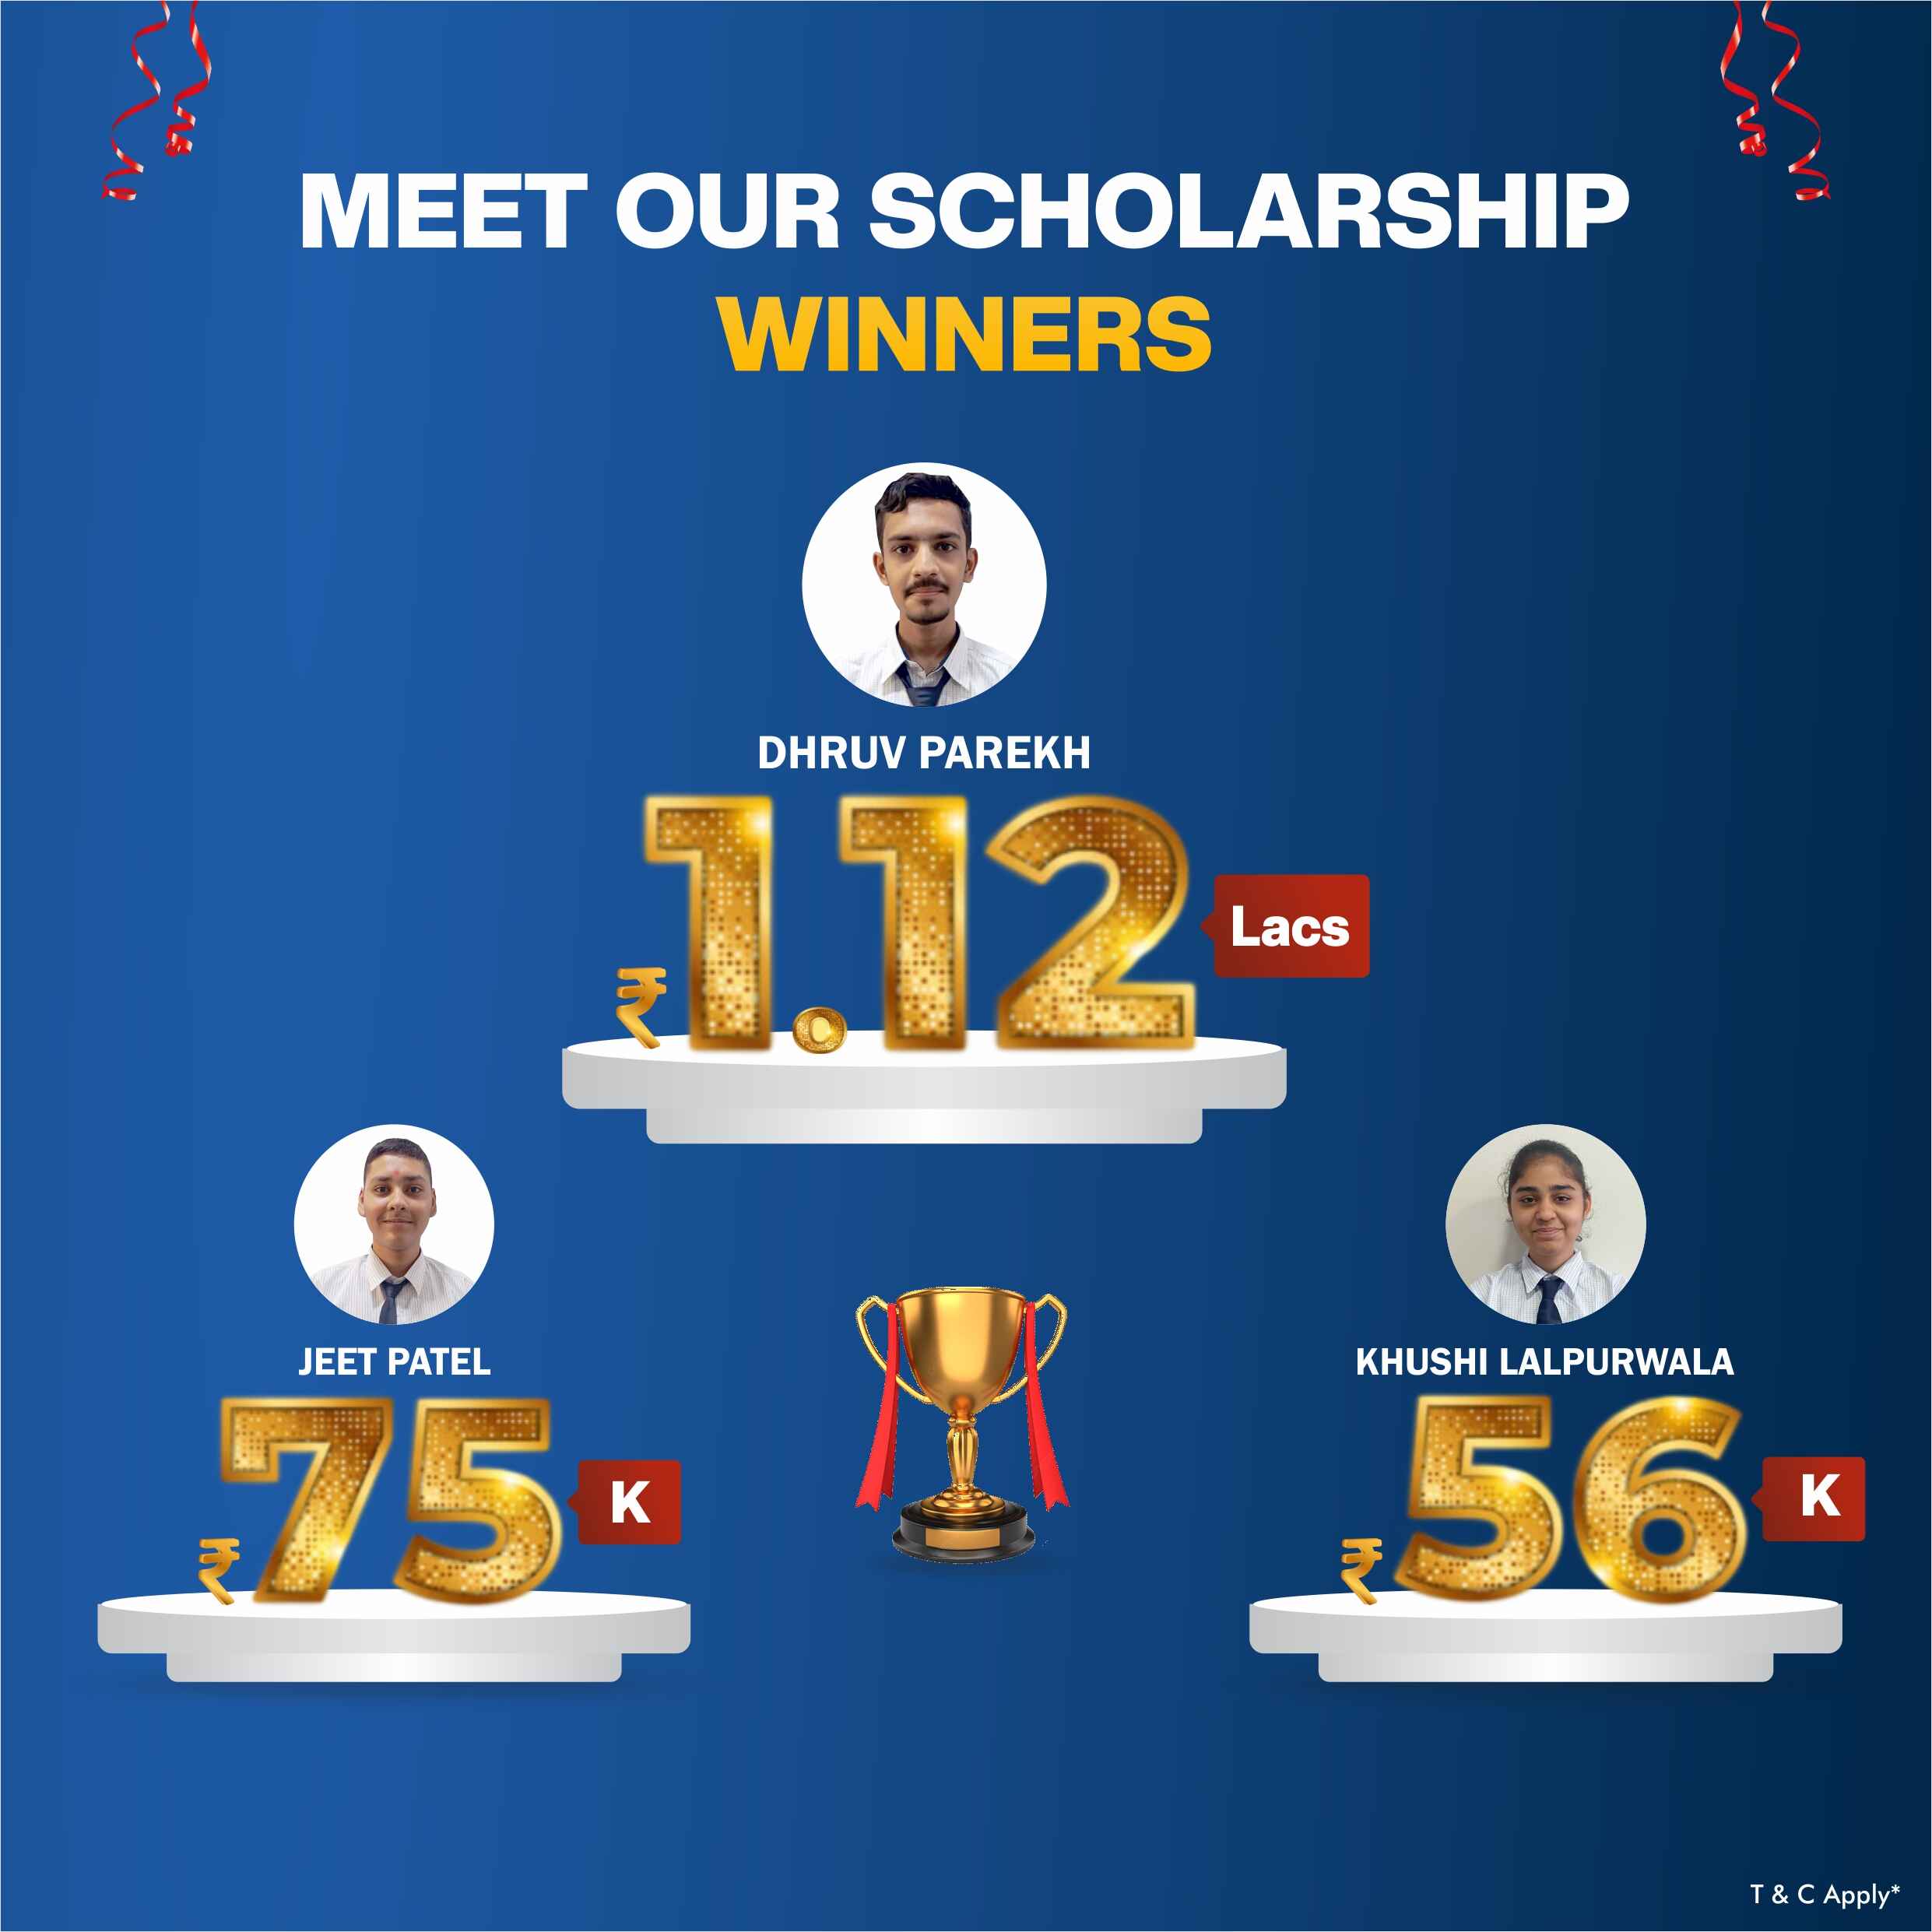 MEET OUR SCHOLARSHIP
WINNERS
DHRUV PAREKH
₹1.12 Lacs
JEET PATEL
₹75 K
KHUSHI LALPURWALA
₹56 K
T & C Apply*